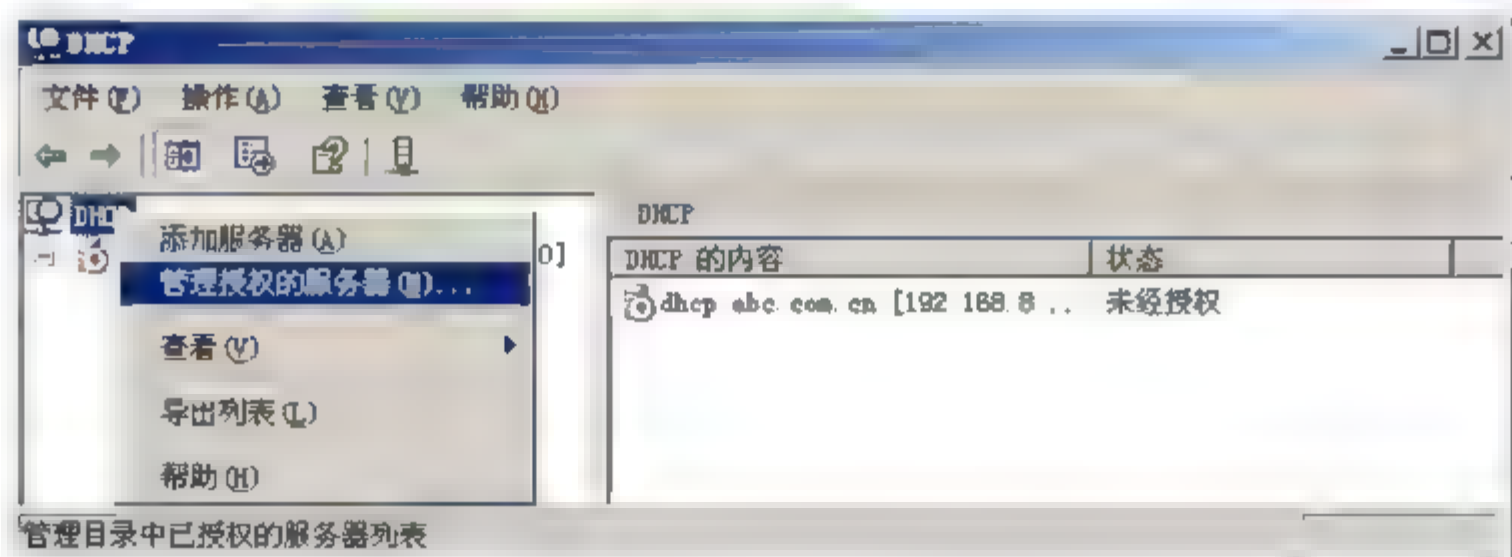 DHCP
文件(F) 操作(A) 查看(V) 帮助(H)
DHCP
添加服务器(A)
0]
管理授权的服务器(M)...
查看(V)
导出列表(L)
帮助(H)
DHCP
DHCP 的内容 状态
dhcp.abc.com.cn [192.168.8... 未经授权
管理目录中已授权的服务器列表